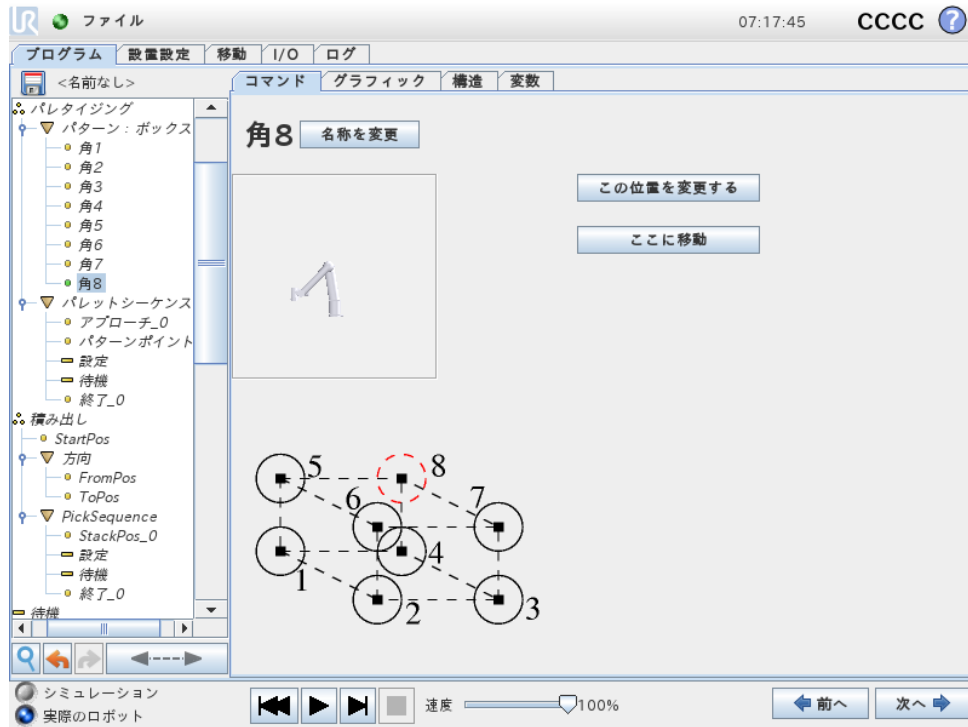 UR ファイル 07:17:45 CCCC ?
プログラム 設置設定 移動 I/O ログ
<名前なし>
コマンド グラフィック 構造 変数
パレタイジング
パターン : ボックス
角1
角2
角3
角4
角5
角6
角7
角8
パレットシーケンス
アプローチ_0
パターンポイント
設定
待機
終了_0
積み出し
StartPos
方向
FromPos
ToPos
PickSequence
StackPos_0
設定
待機
終了_0
待機
角8 名称を変更
この位置を変更する
ここに移動
5 8
6 7
1 4
2 3
シミュレーション
実際のロボット
速度 100%
前へ 次へ